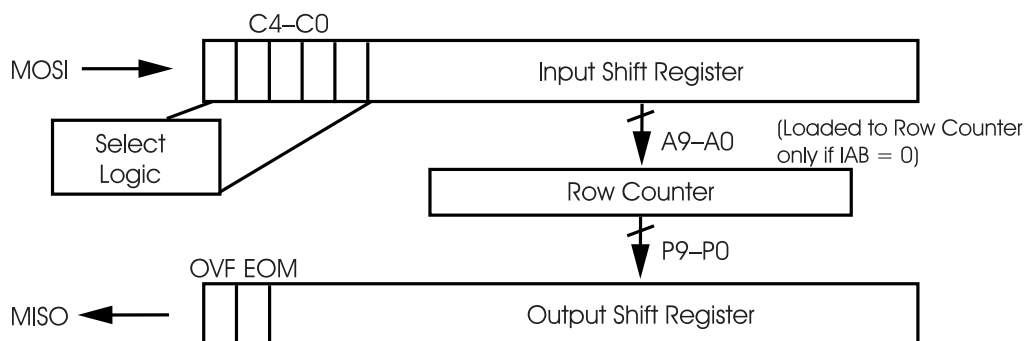 C4–C0
MOSI
Input Shift Register
Select
Logic
A9–A0
(Loaded to Row Counter
only if IAB = 0)
Row Counter
P9–P0
OVF EOM
MISO
Output Shift Register